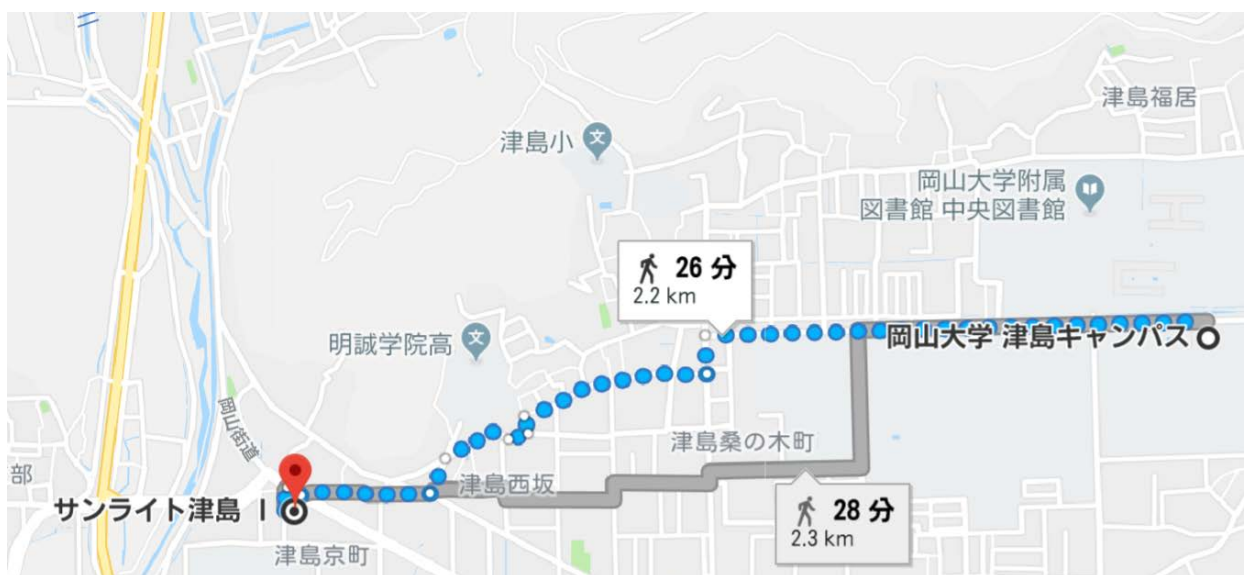 津島福居
津島小
文
岡山大学附属
図書館 中央図書館
26 分
2.2 km
明誠学院高
文
岡山大学 津島キャンパス
岡山街道
津島桑の木町
部
津島西坂
サンライト津島 Ⅰ
28 分
2.3 km
津島京町